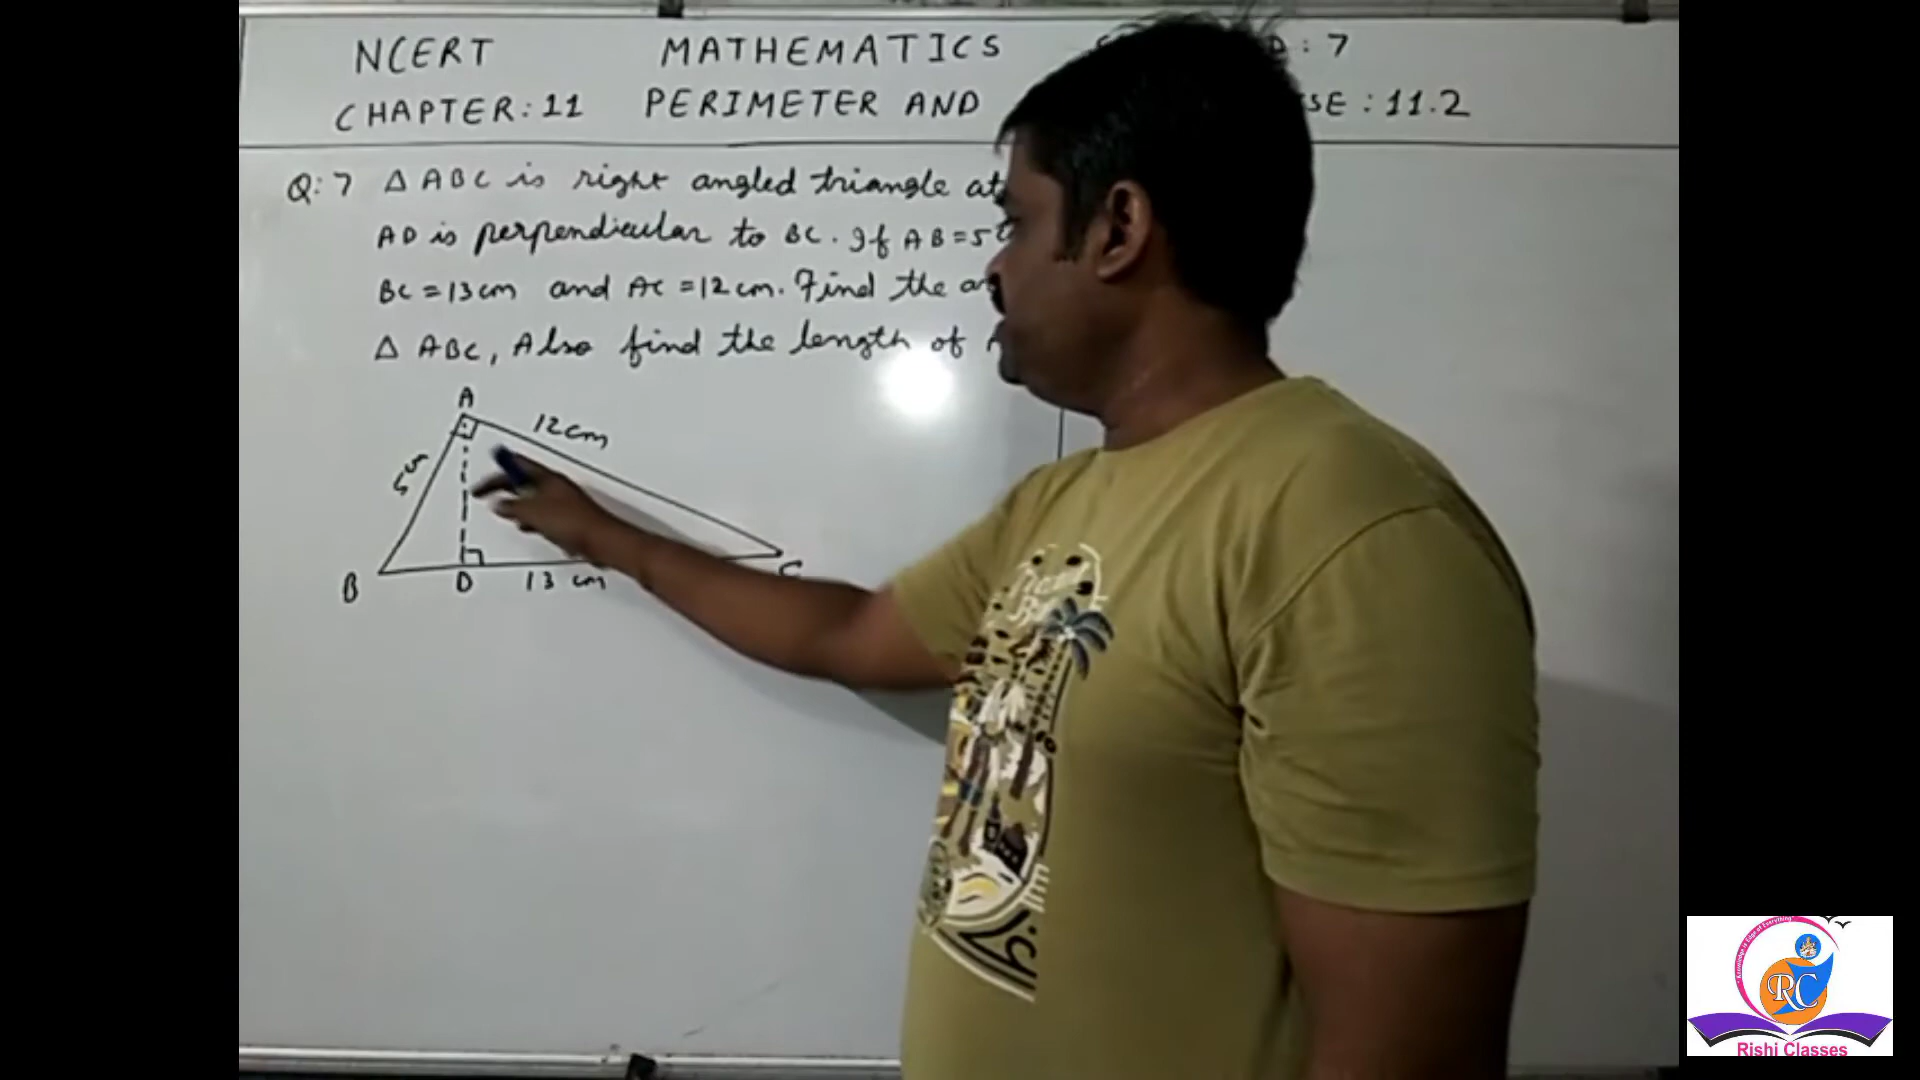 NCERT MATHEMATICS : 7
CHAPTER:11 PERIMETER AND : 11.2
Q:7 Δ ABC is right angled triangle at
AD is perpendicular to BC. If AB = 5
BC = 13 cm and AC = 12 cm. Find the
Δ ABC, Also find the length of
A
12 cm
5
B
D
13 cm
C
RC
Rishi Classes